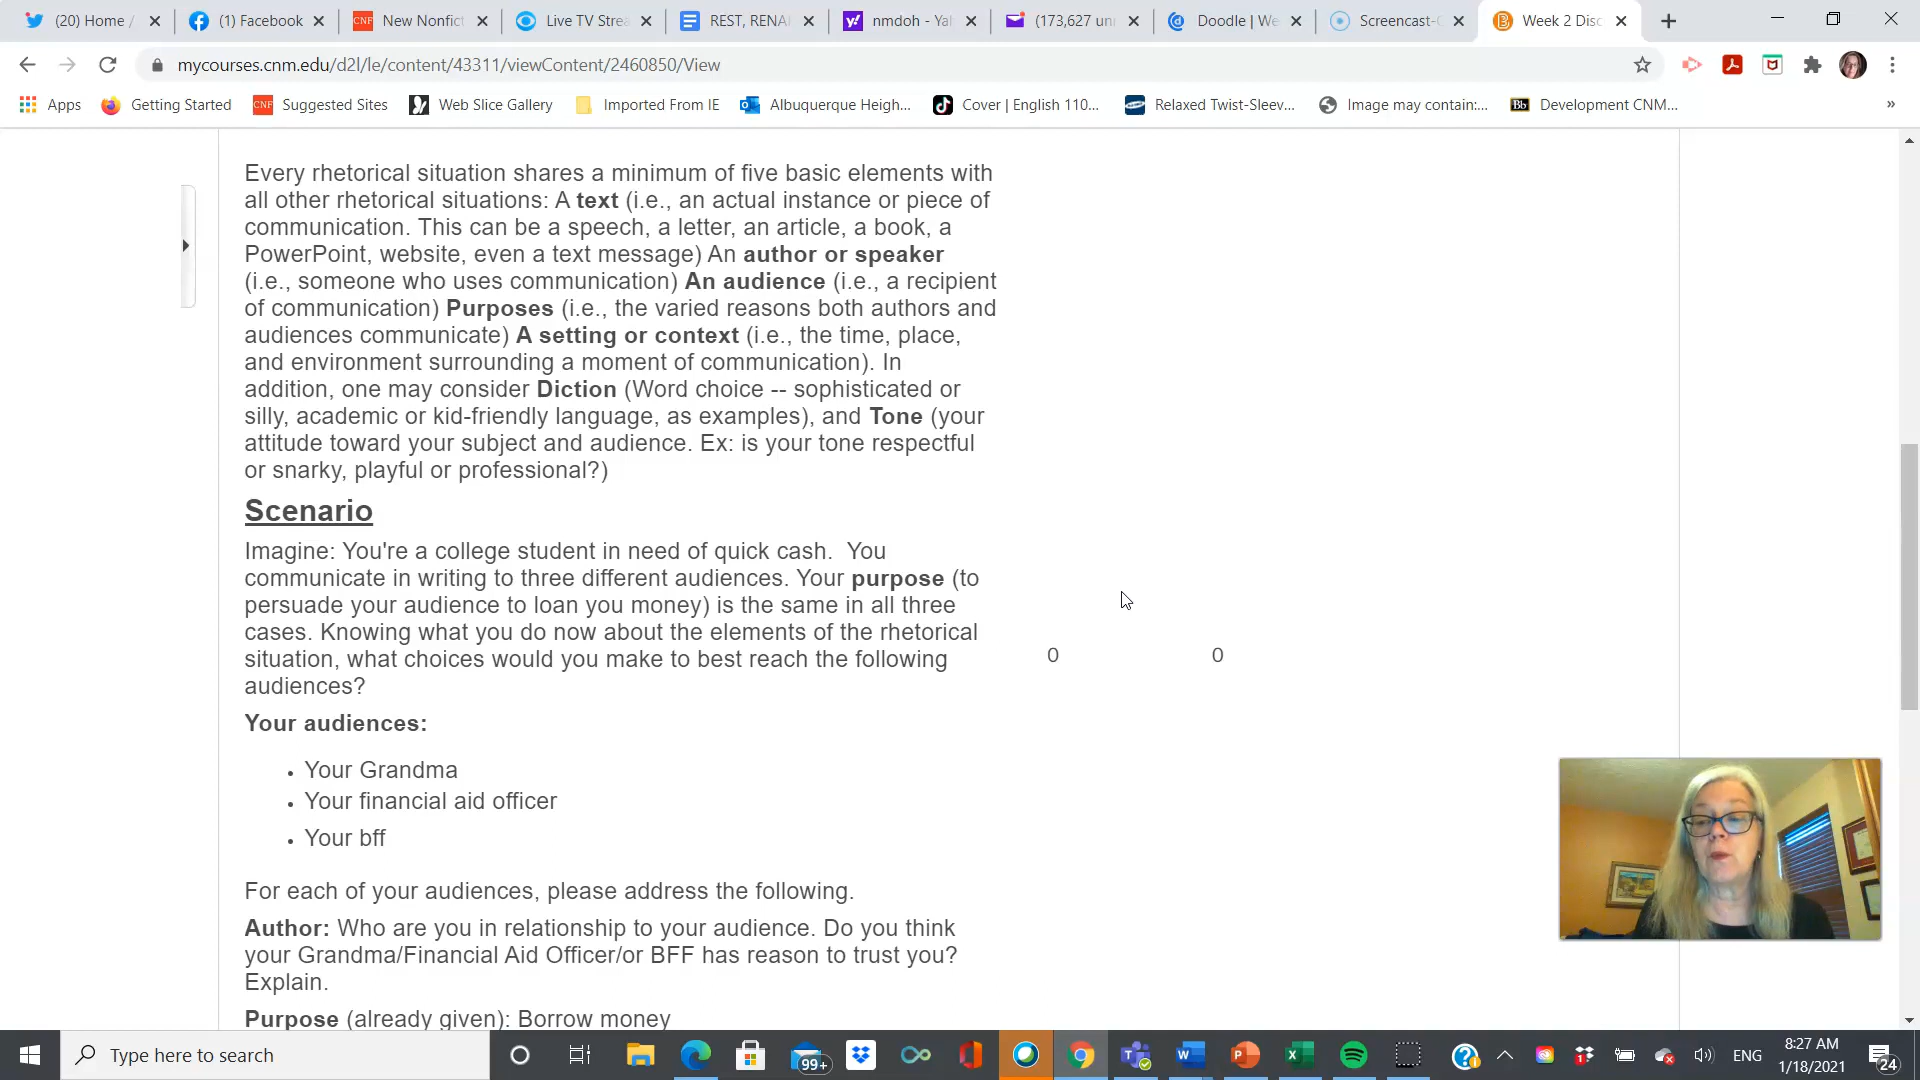 (20) Home /
(1) Facebook
New Nonfict
Live TV Strea
REST, RENA
nmdoh - Yah
(173,627 unr
Doodle | We
Screencast-O
Week 2 Disc
mycourses.cnm.edu/d2l/le/content/43311/viewContent/2460850/View
Apps
Getting Started
CNF
Suggested Sites
Web Slice Gallery
Imported From IE
Albuquerque Heigh...
Cover | English 110...
Relaxed Twist-Sleev...
Image may contain:...
Bb
Development CNM...
»
Every rhetorical situation shares a minimum of five basic elements with
all other rhetorical situations: A text (i.e., an actual instance or piece of
communication. This can be a speech, a letter, an article, a book, a
PowerPoint, website, even a text message) An author or speaker
(i.e., someone who uses communication) An audience (i.e., a recipient
of communication) Purposes (i.e., the varied reasons both authors and
audiences communicate) A setting or context (i.e., the time, place,
and environment surrounding a moment of communication). In
addition, one may consider Diction (Word choice -- sophisticated or
silly, academic or kid-friendly language, as examples), and Tone (your
attitude toward your subject and audience. Ex: is your tone respectful
or snarky, playful or professional?)
Scenario
Imagine: You're a college student in need of quick cash.  You
communicate in writing to three different audiences. Your purpose (to
persuade your audience to loan you money) is the same in all three
cases. Knowing what you do now about the elements of the rhetorical
situation, what choices would you make to best reach the following
audiences?
0
0
Your audiences:
• Your Grandma
• Your financial aid officer
• Your bff
For each of your audiences, please address the following.
Author: Who are you in relationship to your audience. Do you think
your Grandma/Financial Aid Officer/or BFF has reason to trust you?
Explain.
Purpose (already given): Borrow money
Type here to search
99+
ENG
8:27 AM
1/18/2021
24